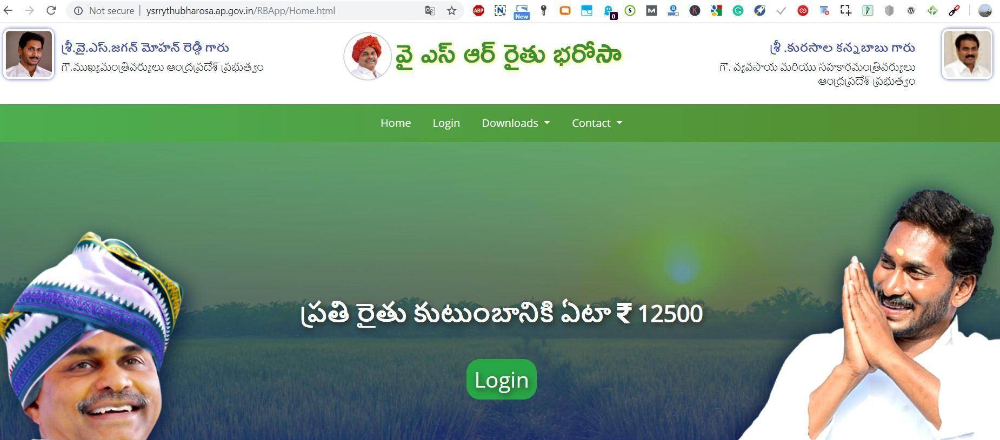 Not secure | ysrrythubharosa.ap.gov.in/RBApp/Home.html
ABP
New
0
శ్రీ.వై.ఎస్.జగన్ మోహన్ రెడ్డి గారు
గౌ.ముఖ్యమంత్రివర్యులు ఆంధ్రప్రదేశ్ ప్రభుత్వం
వై ఎస్ ఆర్ రైతు భరోసా
శ్రీ .కురసాల కన్నబాబు గారు
గౌ. వ్యవసాయ మరియు సహకారమంత్రివర్యులు
ఆంధ్రప్రదేశ్ ప్రభుత్వం
Home Login Downloads Contact
ప్రతి రైతు కుటుంబానికి ఏటా ₹ 12500
Login